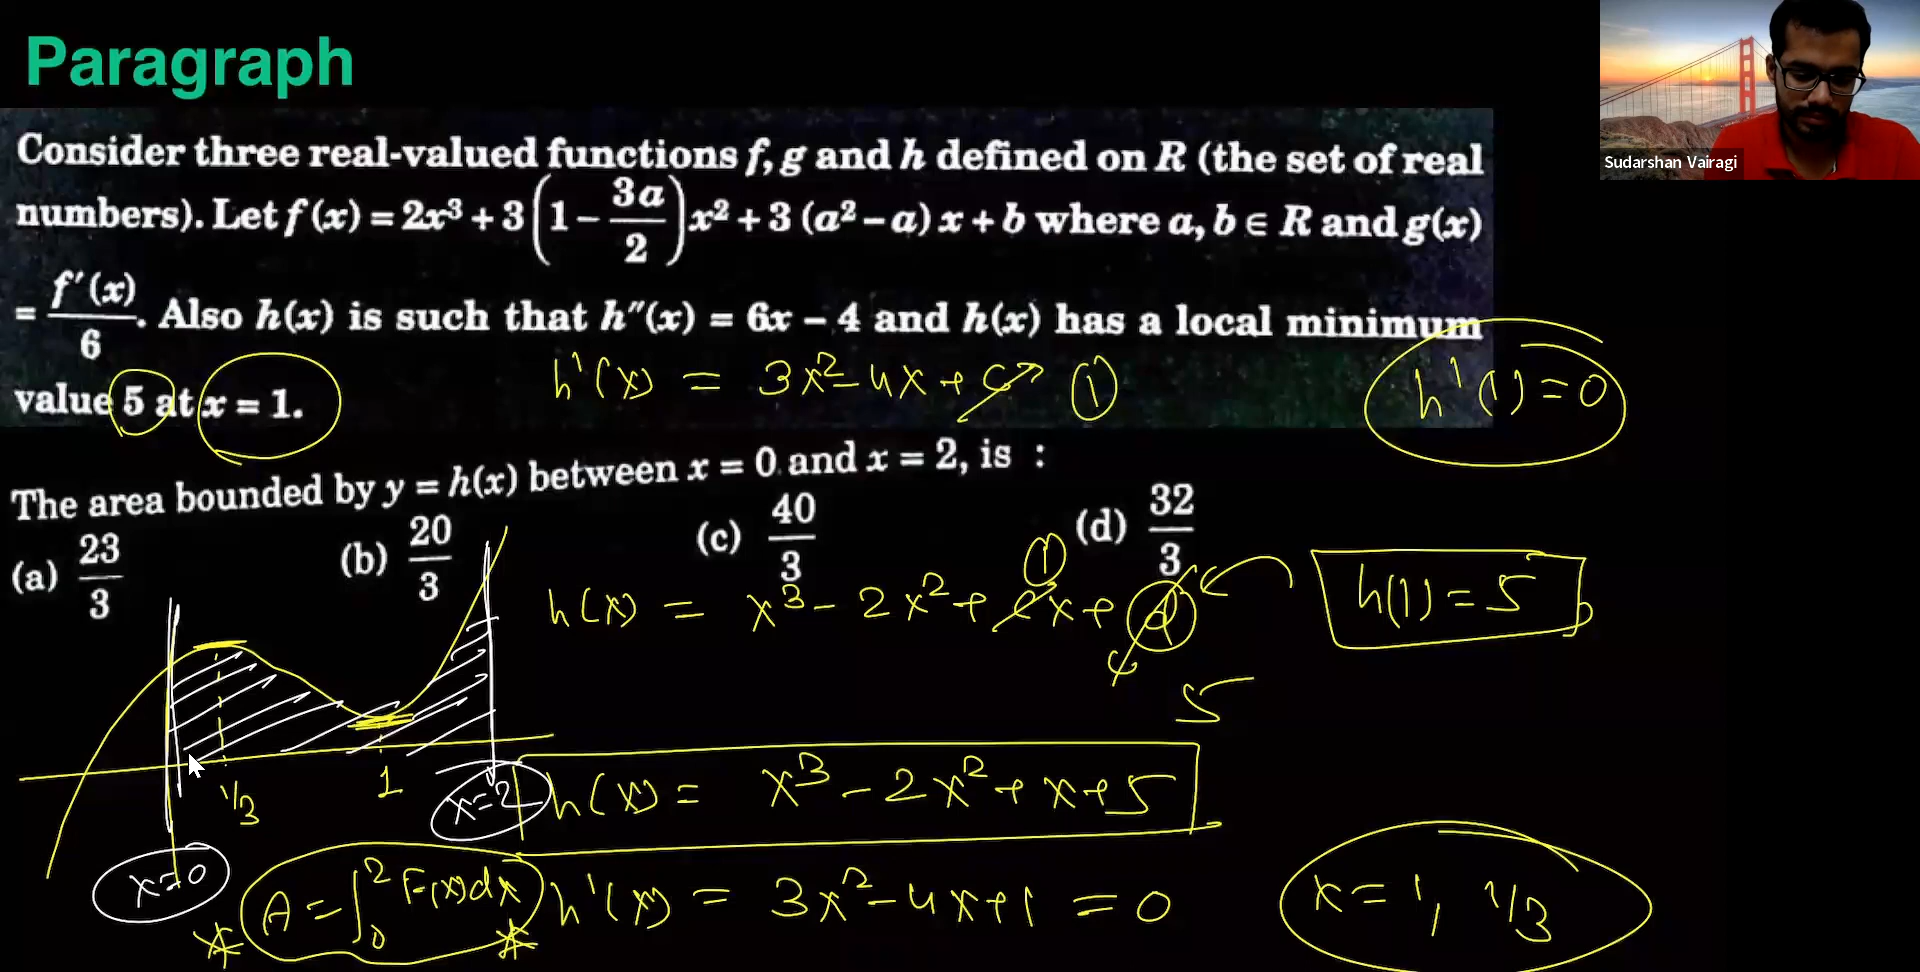 Paragraph
Sudarshan Vairagi
Consider three real-valued functions f, g and h defined on R (the set of real
numbers). Let f(x) = 2x³ + 3(1 − 3a/2)x² + 3(a² − a)x + b where a, b ∈ R and g(x)
= f′(x)/6. Also h(x) is such that h″(x) = 6x − 4 and h(x) has a local minimum
value 5 at x = 1.
h'(x) = 3x² − 4x + c 1
h'(1) = 0
The area bounded by y = h(x) between x = 0 and x = 2, is :
(a) 23/3 (b) 20/3 (c) 40/3 (d) 32/3
1
h(x) = x³ − 2x² + cx + d
h(1) = 5
5
1/3 1 x=2
h(x) = x³ − 2x² + x + 5
x=0
A = ∫₀² F(x)dx
h'(x) = 3x² − 4x + 1 = 0
x = 1, 1/3